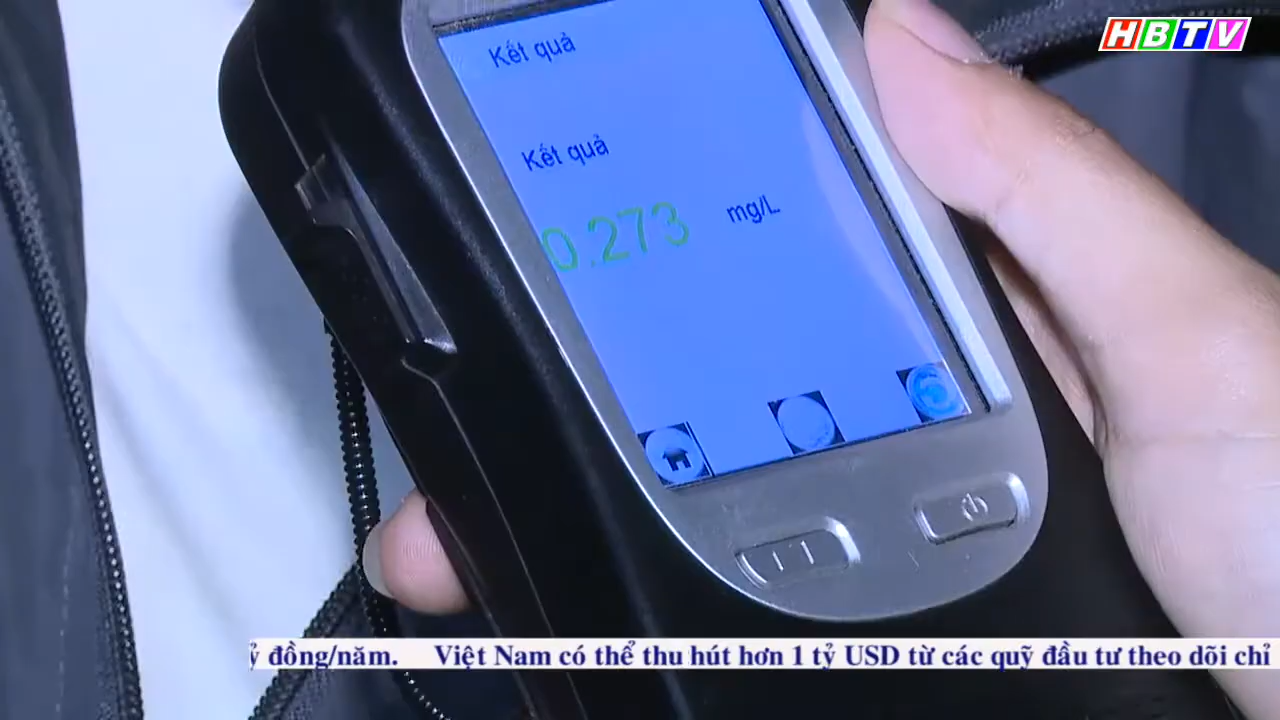 HBTV
Kết quả
Kết quả
0.273 mg/L
ỷ đồng/năm. Việt Nam có thể thu hút hơn 1 tỷ USD từ các quỹ đầu tư theo dõi chỉ